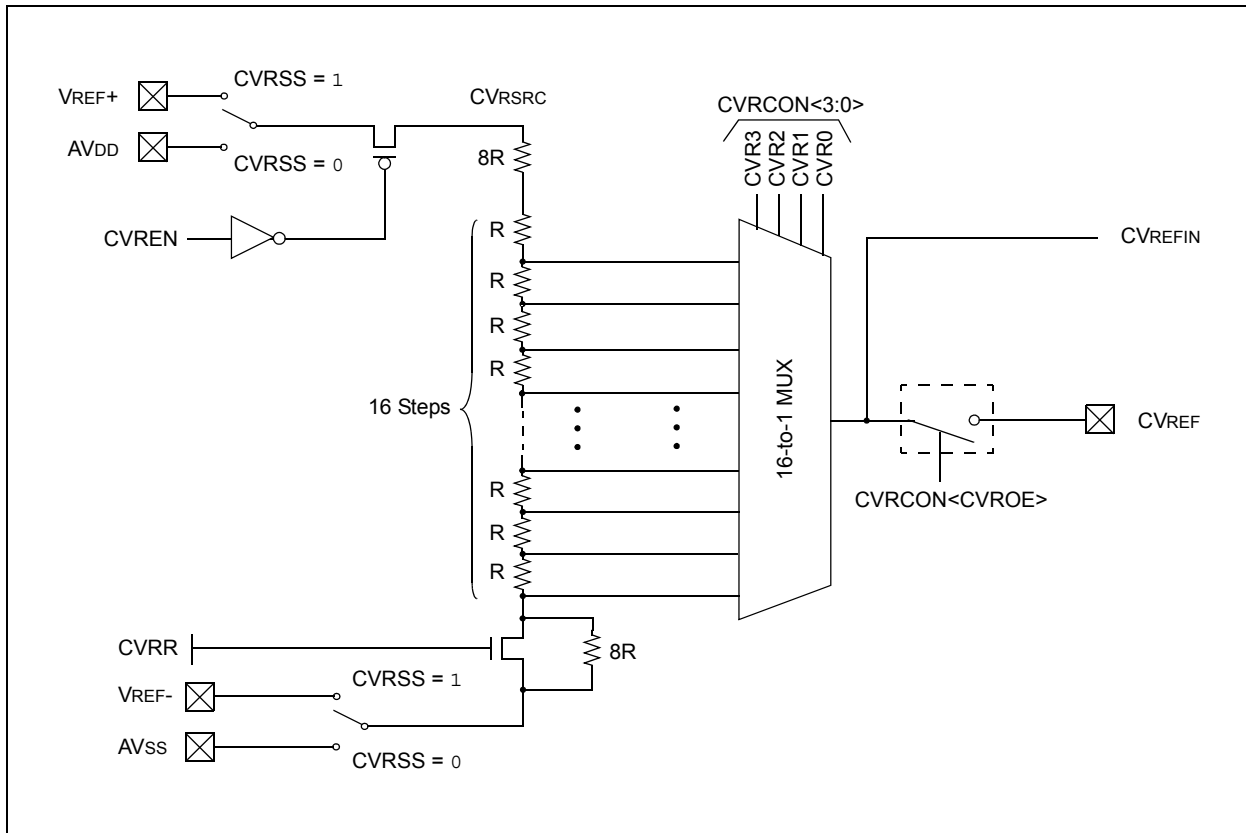 CVRSS = 1
VREF+
CVRSRC
CVRCON<3:0>
AVDD
CVRSS = 0
8R
CVR3
CVR2
CVR1
CVR0
CVREN
R
CVREFIN
R
R
R
16 Steps
16-to-1 MUX
CVREF
R
CVRCON<CVROE>
R
R
CVRR
8R
CVRSS = 1
VREF-
AVSS
CVRSS = 0